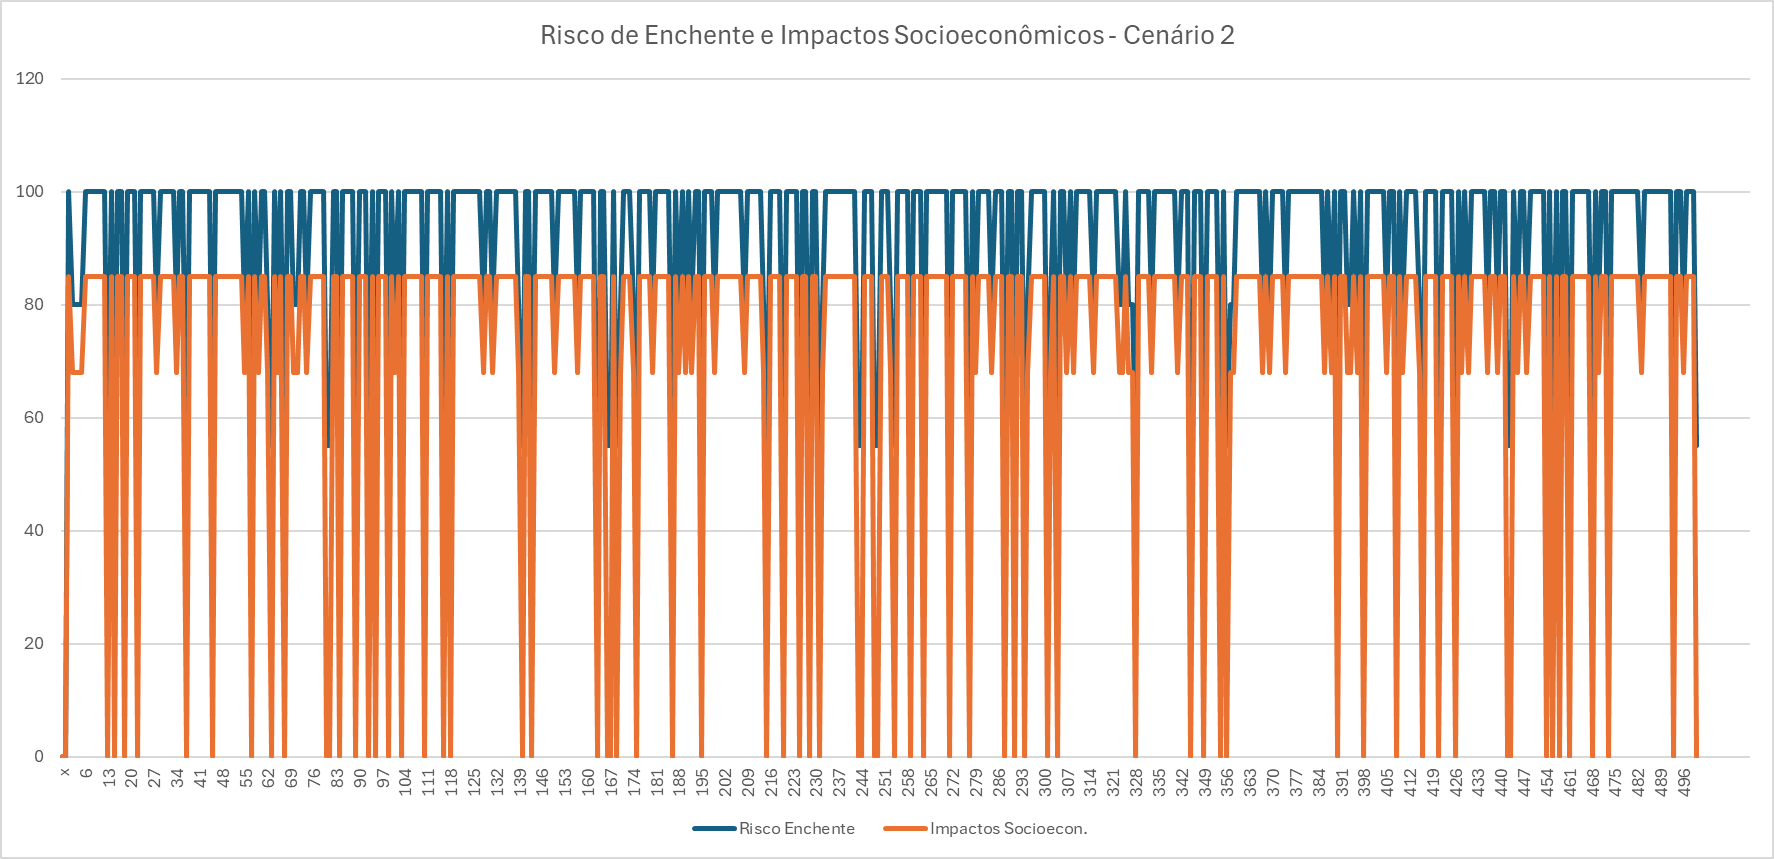 Risco de Enchente e Impactos Socioeconômicos - Cenário 2
120
100
80
60
40
20
0
x 6 13 20 27 34 41 48 55 62 69 76 83 90 97 104 111 118 125 132 139 146 153 160 167 174 181 188 195 202 209 216 223 230 237 244 251 258 265 272 279 286 293 300 307 314 321 328 335 342 349 356 363 370 377 384 391 398 405 412 419 426 433 440 447 454 461 468 475 482 489 496
Risco Enchente Impactos Socioecon.